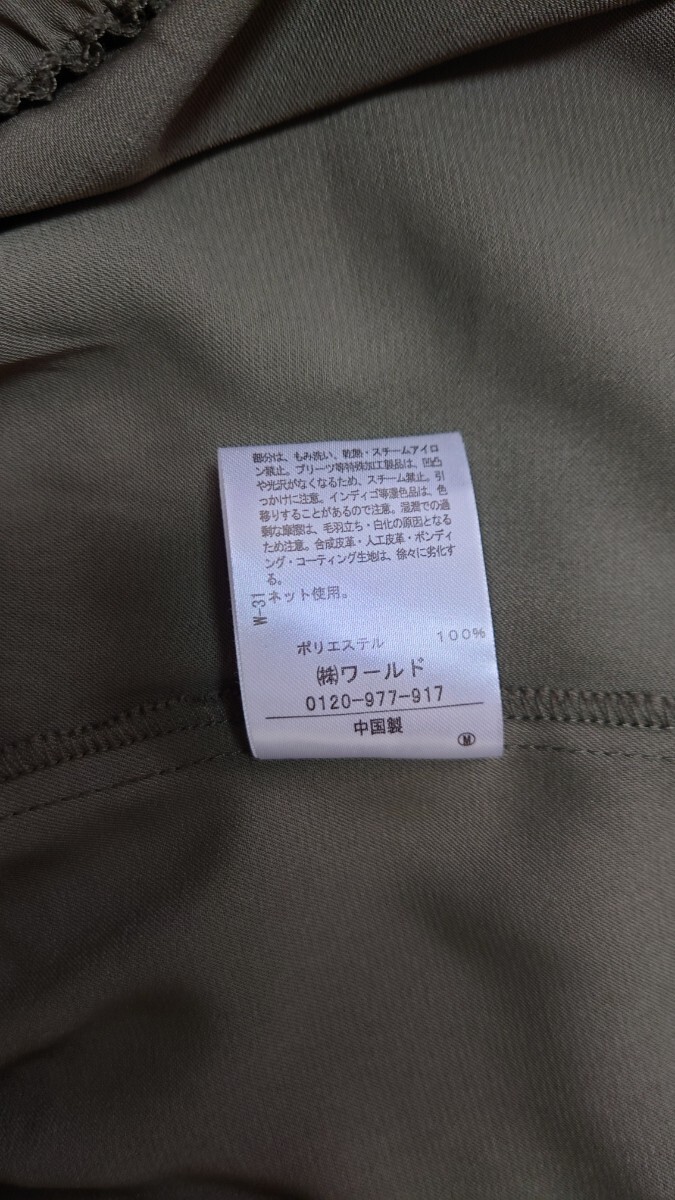 部分は、もみ洗い、乾熱・スチームアイロ
ン禁止。プリーツ等特殊加工製品は、凹凸
や光沢がなくなるため、スチーム禁止。引
っかけに注意。インディゴ等濃色品は、色
移りすることがあるので注意。湿潤での過
剰な摩擦は、毛羽立ち・白化の原因となる
ため注意。合成皮革・人工皮革・ボンディ
ング・コーティング生地は、徐々に劣化す
る。
ネット使用。
W-31
ポリエステル 100%
㈱ワールド
0120-977-917
中国製
Ⓜ